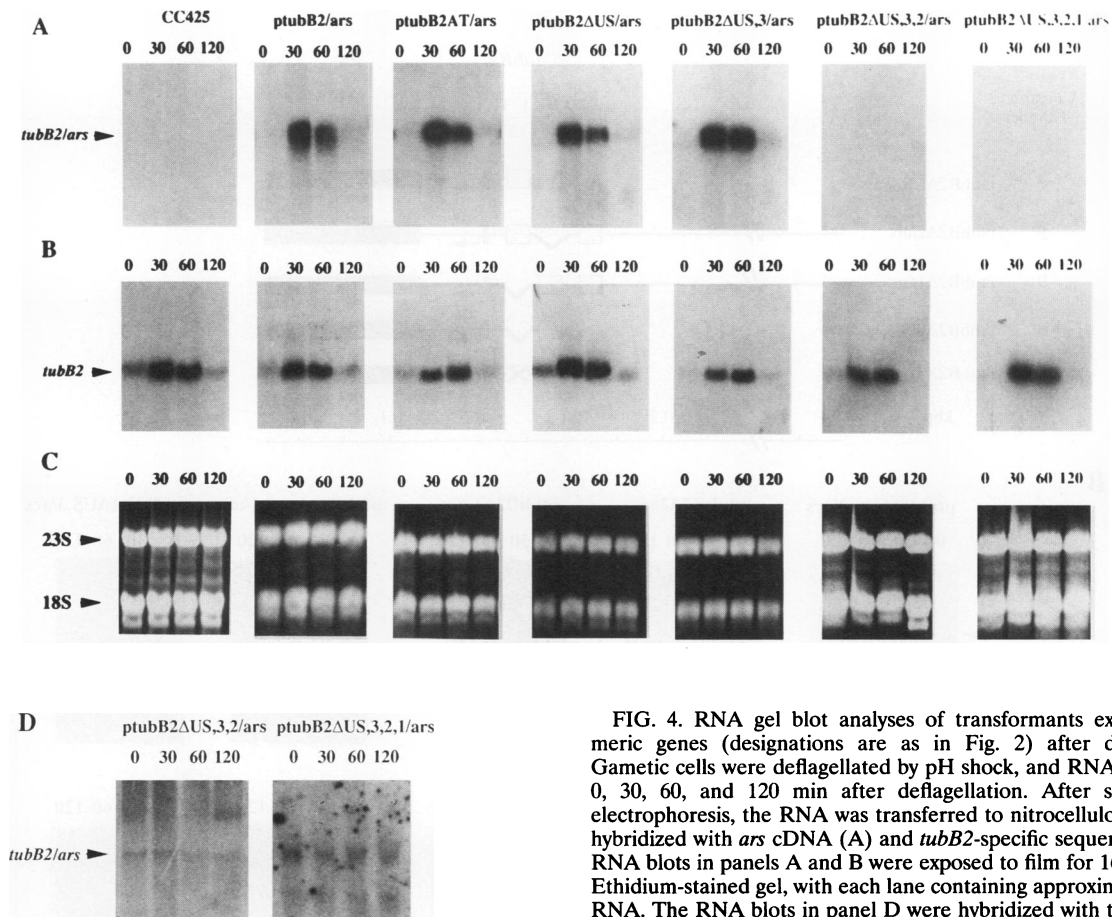 A
CC425 ptubB2/ars ptubB2AT/ars ptubB2ΔUS/ars ptubB2ΔUS,3/ars ptubB2ΔUS,3,2/ars ptubB2ΔUS,3,2,1/ars
0 30 60 120 0 30 60 120 0 30 60 120 0 30 60 120 0 30 60 120 0 30 60 120 0 30 60 120
tubB2/ars
B
0 30 60 120 0 30 60 120 0 30 60 120 0 30 60 120 0 30 60 120 0 30 60 120 0 30 60 120
tubB2
C
0 30 60 120 0 30 60 120 0 30 60 120 0 30 60 120 0 30 60 120 0 30 60 120 0 30 60 120
23S
18S
D
ptubB2ΔUS,3,2/ars ptubB2ΔUS,3,2,1/ars
0 30 60 120 0 30 60 120
tubB2/ars
FIG. 4. RNA gel blot analyses of transformants ex
meric genes (designations are as in Fig. 2) after d
Gametic cells were deflagellated by pH shock, and RNA
0, 30, 60, and 120 min after deflagellation. After s
electrophoresis, the RNA was transferred to nitrocellulo
hybridized with ars cDNA (A) and tubB2-specific sequen
RNA blots in panels A and B were exposed to film for 1
Ethidium-stained gel, with each lane containing approxin
RNA. The RNA blots in panel D were hybridized with t